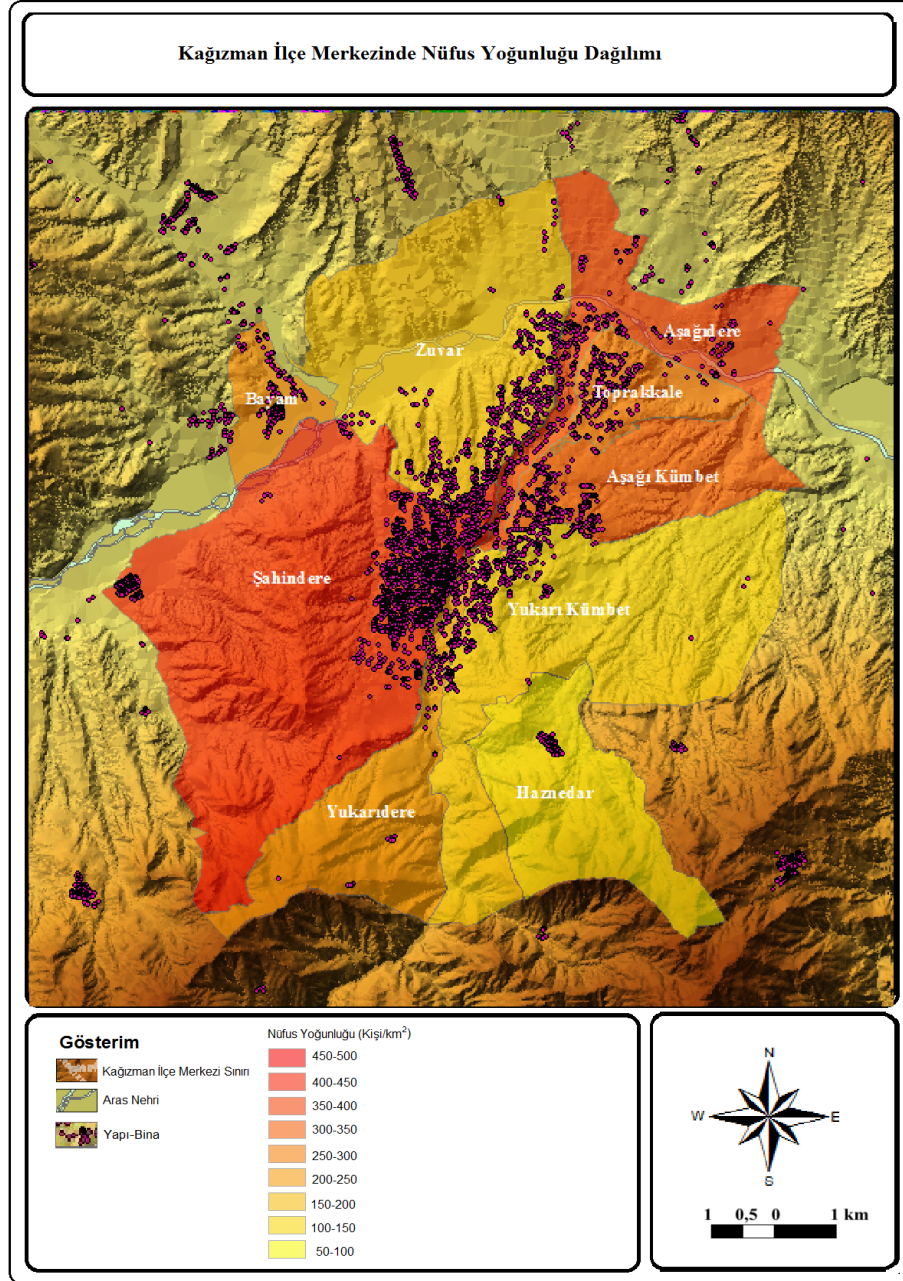 Kağızman İlçe Merkezinde Nüfus Yoğunluğu Dağılımı
Aşağıdere
Zuvar
Toprakkale
Bayam
Aşağı Kümbet
Şahindere
Yukarı Kümbet
Haznedar
Yukarıdere
Gösterim
Kağızman İlçe Merkezi Sınırı
Aras Nehri
Yapı-Bina
Nüfus Yoğunluğu (Kişi/km²)
450-500
400-450
350-400
300-350
250-300
200-250
150-200
100-150
50-100
N
W E
S
1 0,5 0 1 km